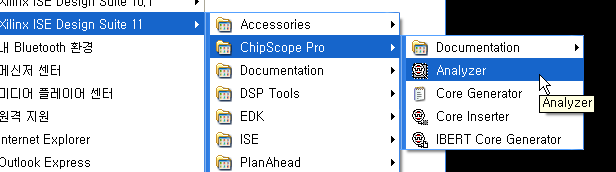 Xilinx ISE Design Suite 10,1
Xilinx ISE Design Suite 11
내 Bluetooth 환경
메신저 센터
미디어 플레이어 센터
원격 지원
Internet Explorer
Outlook Express
Accessories
ChipScope Pro
Documentation
DSP Tools
EDK
ISE
PlanAhead
Documentation
Analyzer
Core Generator
Core Inserter
IBERT Core Generator
Analyzer